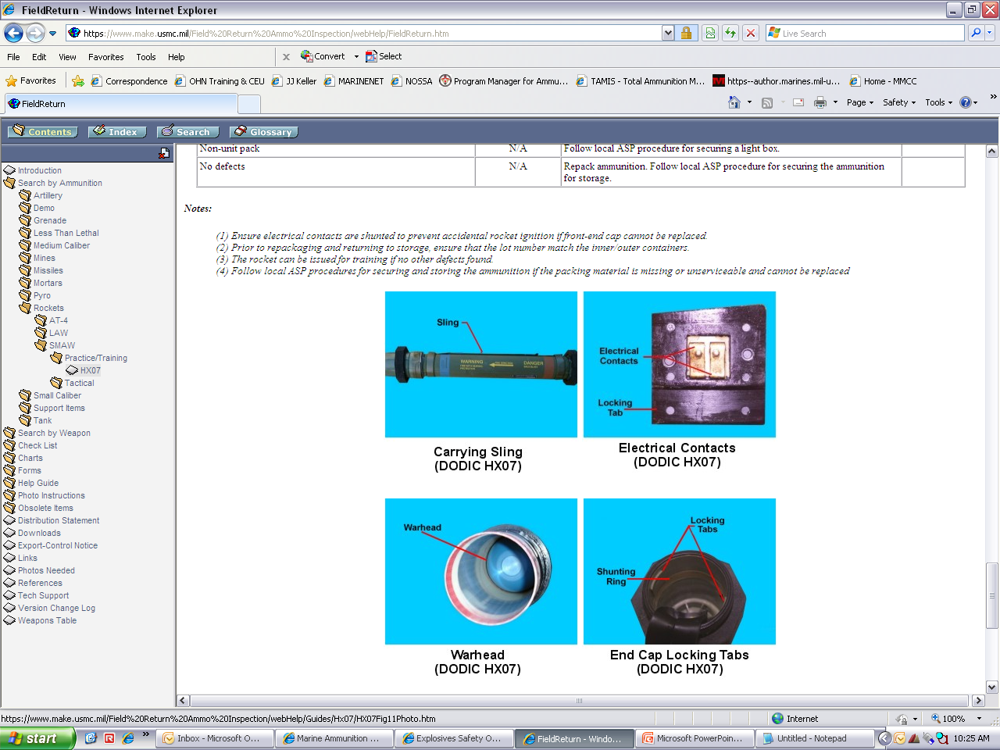 FieldReturn - Windows Internet Explorer
https://www.make.usmc.mil/Field%20Return%20Ammo%20Inspection/webHelp/FieldReturn.htm
Live Search
File Edit View Favorites Tools Help
x Convert Select
Favorites Correspondence OHN Training & CEU JJ Keller MARINENET NOSSA Program Manager for Ammu... TAMIS - Total Ammunition M... https--author.marines.mil-u... Home - MMCC
FieldReturn
Page Safety Tools
Contents Index Search Glossary
Introduction
Search by Ammunition
Artillery
Demo
Grenade
Less Than Lethal
Medium Caliber
Mines
Missiles
Mortars
Pyro
Rockets
AT-4
LAW
SMAW
Practice/Training
HX07
Tactical
Small Caliber
Support Items
Tank
Search by Weapon
Check List
Charts
Forms
Help Guide
Photo Instructions
Obsolete Items
Distribution Statement
Downloads
Export-Control Notice
Links
Photos Needed
References
Tech Support
Version Change Log
Weapons Table
Non-unit pack N/A Follow local ASP procedure for securing a light box.
No defects N/A Repack ammunition. Follow local ASP procedure for securing the ammunition
for storage.
Notes:
(1) Ensure electrical contacts are shunted to prevent accidental rocket ignition if front-end cap cannot be replaced.
(2) Prior to repackaging and returning to storage, ensure that the lot number match the inner/outer containers.
(3) The rocket can be issued for training if no other defects found.
(4) Follow local ASP procedures for securing and storing the ammunition if the packing material is missing or unserviceable and cannot be replaced
Sling
WARNING
DANGER
Carrying Sling
(DODIC HX07)
Electrical
Contacts
Locking
Tab
Electrical Contacts
(DODIC HX07)
Warhead
Warhead
(DODIC HX07)
Locking
Tabs
Shunting
Ring
End Cap Locking Tabs
(DODIC HX07)
https://www.make.usmc.mil/Field%20Return%20Ammo%20Inspection/webHelp/Guides/Hx07/HX07Fig11Photo.htm
Internet
100%
start
Inbox - Microsoft O...
Marine Ammunition ...
Explosives Safety O...
FieldReturn - Windo...
Microsoft PowerPoin...
Untitled - Notepad
10:25 AM